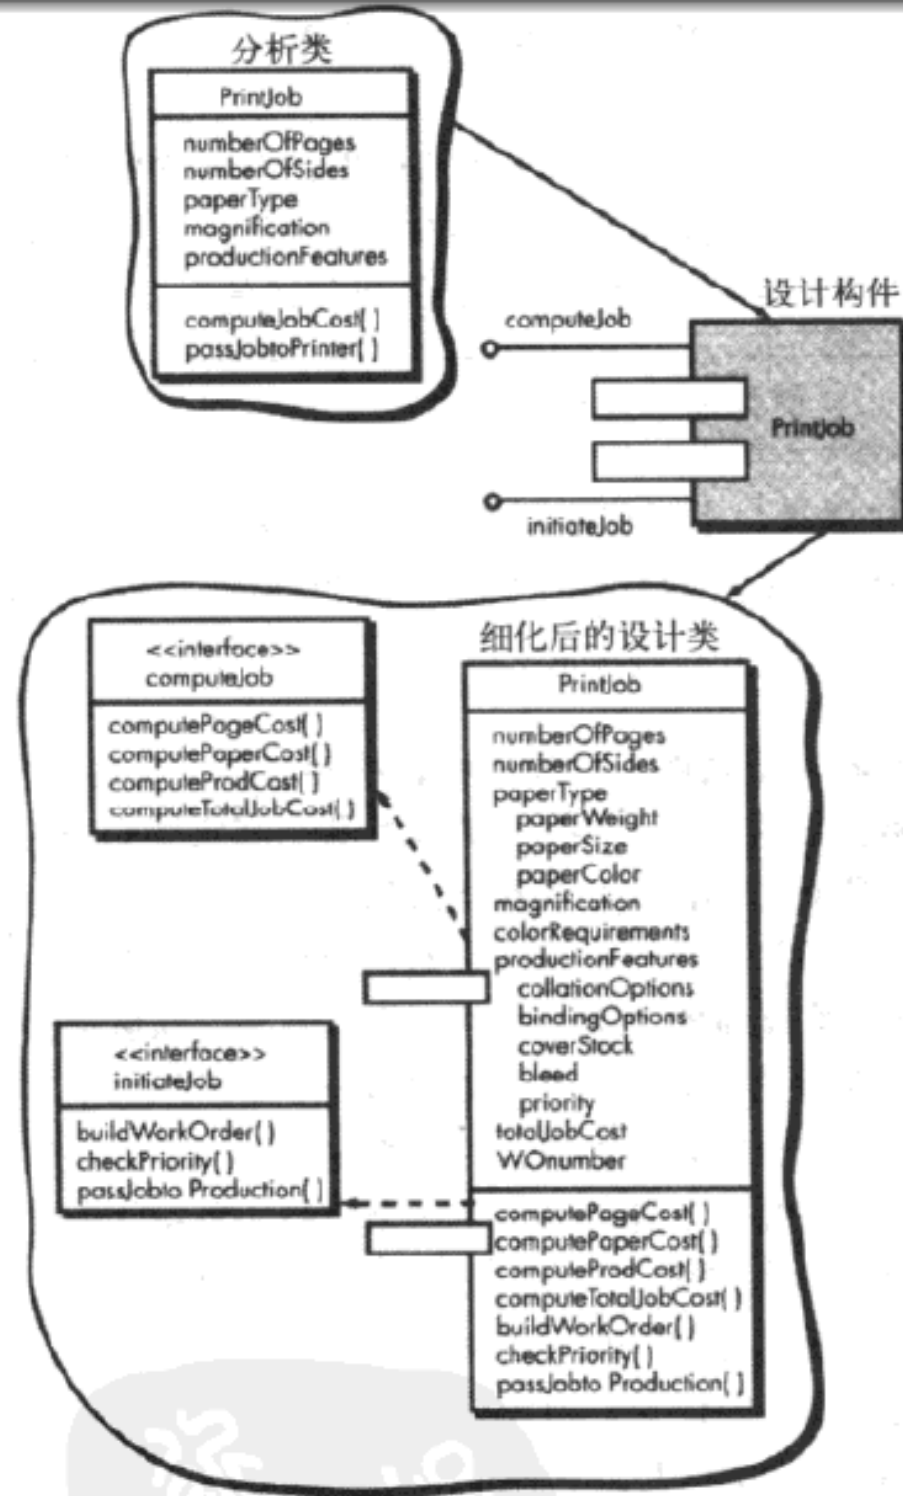 分析类
PrintJob
numberOfPages
numberOfSides
paperType
magnification
productionFeatures
computeJobCost( )
passJobtoPrinter( )
设计构件
computeJob
PrintJob
initiateJob
细化后的设计类
<<interface>>
computeJob
computePageCost( )
computePaperCost( )
computeProdCost( )
computeTotalJobCost( )
<<interface>>
initiateJob
buildWorkOrder( )
checkPriority( )
passJobto Production( )
PrintJob
numberOfPages
numberOfSides
paperType
paperWeight
paperSize
paperColor
magnification
colorRequirements
productionFeatures
collationOptions
bindingOptions
coverStock
bleed
priority
totalJobCost
WOnumber
computePageCost( )
computePaperCost( )
computeProdCost( )
computeTotalJobCost( )
buildWorkOrder( )
checkPriority( )
passJobto Production( )